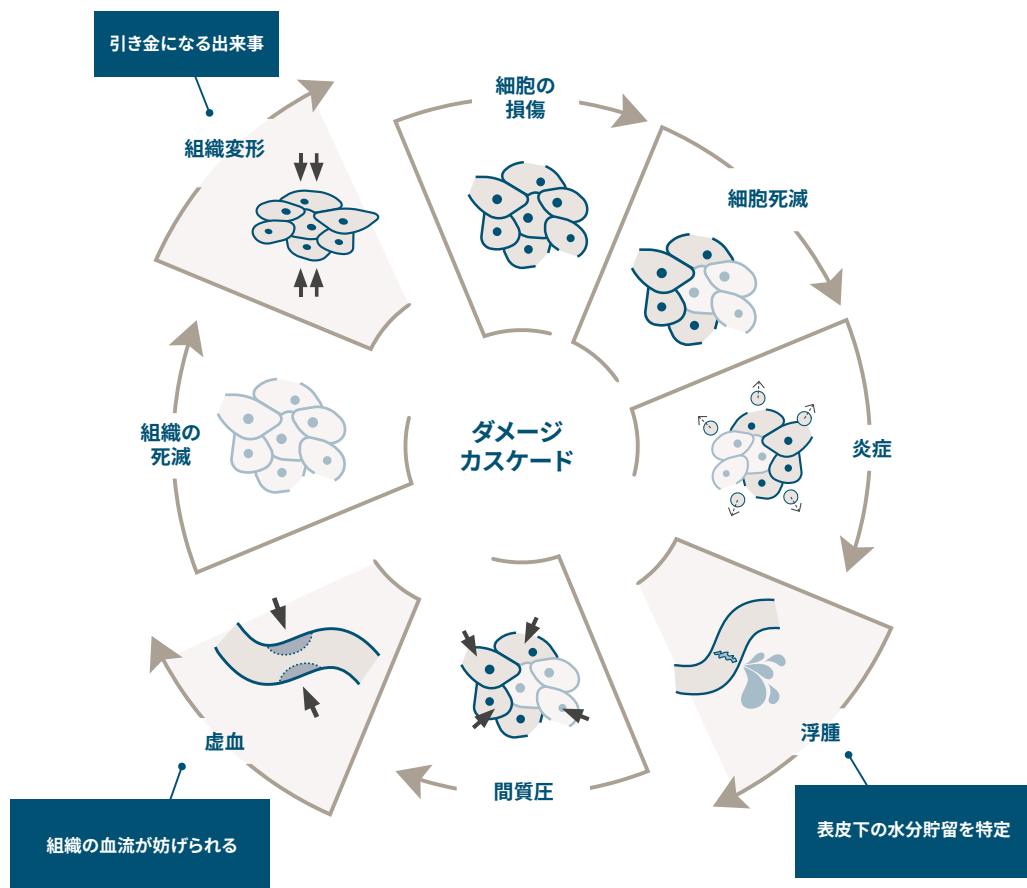 引き金になる出来事
組織変形
細胞の
損傷
細胞死滅
炎症
浮腫
表皮下の水分貯留を特定
間質圧
虚血
組織の血流が妨げられる
組織の
死滅
ダメージ
カスケード